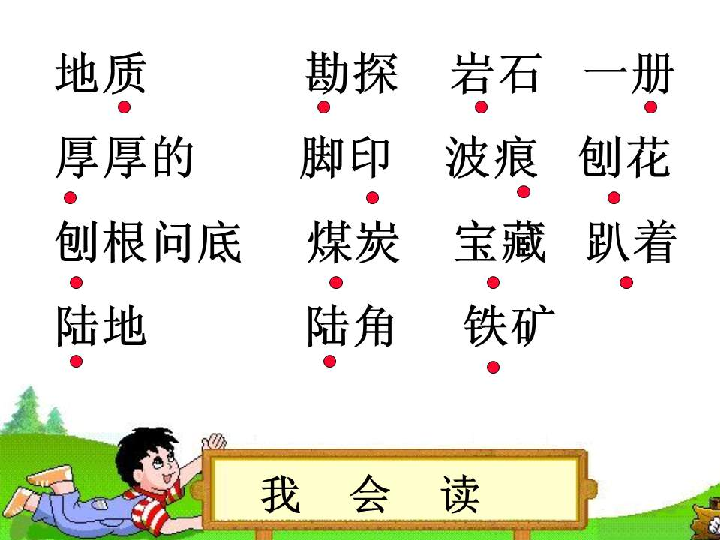 地质 勘探 岩石 一册
厚厚的 脚印 波痕 刨花
刨根问底 煤炭 宝藏 趴着
陆地 陆角 铁矿
我 会 读